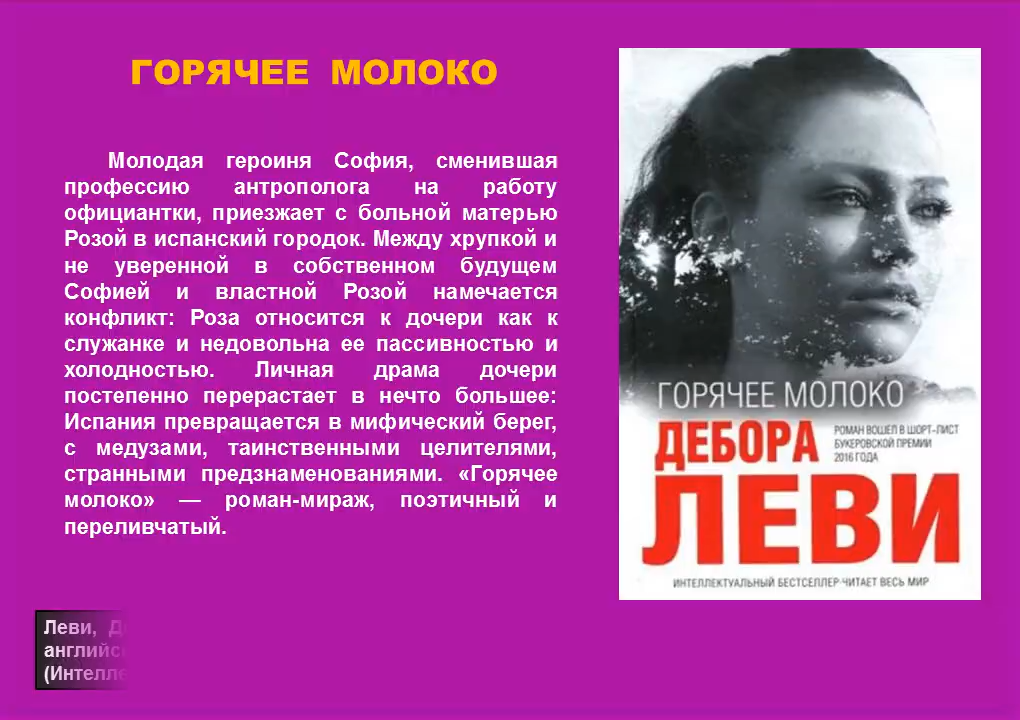 ГОРЯЧЕЕ МОЛОКО
Молодая героиня София, сменившая
профессию антрополога на работу
официантки, приезжает с больной матерью
Розой в испанский городок. Между хрупкой и
не уверенной в собственном будущем
Софией и властной Розой намечается
конфликт: Роза относится к дочери как к
служанке и недовольна ее пассивностью и
холодностью. Личная драма дочери
постепенно перерастает в нечто большее:
Испания превращается в мифический берег,
с медузами, таинственными целителями,
странными предзнаменованиями. «Горячее
молоко» — роман-мираж, поэтичный и
переливчатый.
ГОРЯЧЕЕ МОЛОКО
ДЕБОРА
РОМАН ВОШЕЛ В ШОРТ-ЛИСТ
БУКЕРОВСКОЙ ПРЕМИИ
2016 ГОДА
ЛЕВИ
ИНТЕЛЛЕКТУАЛЬНЫЙ БЕСТСЕЛЛЕР-ЧИТАЕТ ВЕСЬ МИР
Леви,